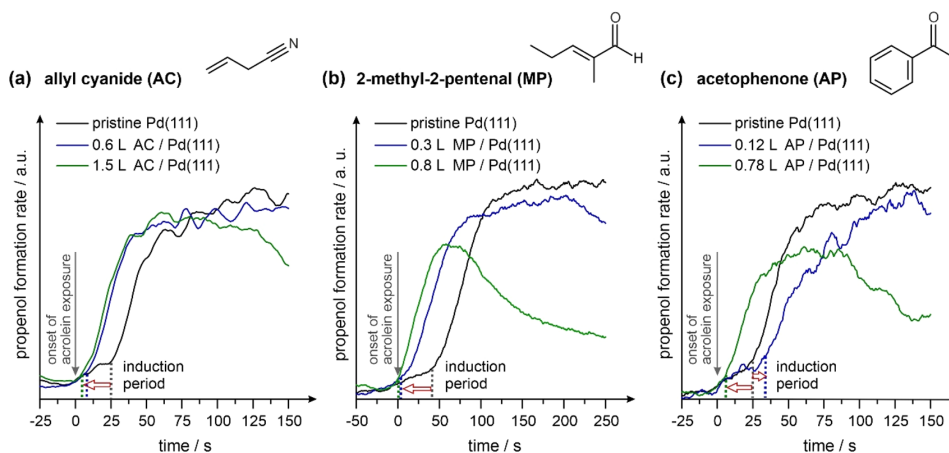 N
(a) allyl cyanide (AC)
pristine Pd(111)
0.6 L AC / Pd(111)
1.5 L AC / Pd(111)
propenol formation rate / a.u.
onset of
acrolein exposure
induction
period
-25 0 25 50 75 100 125 150
time / s
O
H
(b) 2-methyl-2-pentenal (MP)
pristine Pd(111)
0.3 L MP / Pd(111)
0.8 L MP / Pd(111)
propenol formation rate / a.u.
onset of
acrolein exposure
induction
period
-50 0 50 100 150 200 250
time / s
O
(c) acetophenone (AP)
pristine Pd(111)
0.12 L AP / Pd(111)
0.78 L AP / Pd(111)
propenol formation rate / a.u.
onset of
acrolein exposure
induction
period
-25 0 25 50 75 100 125 150
time / s